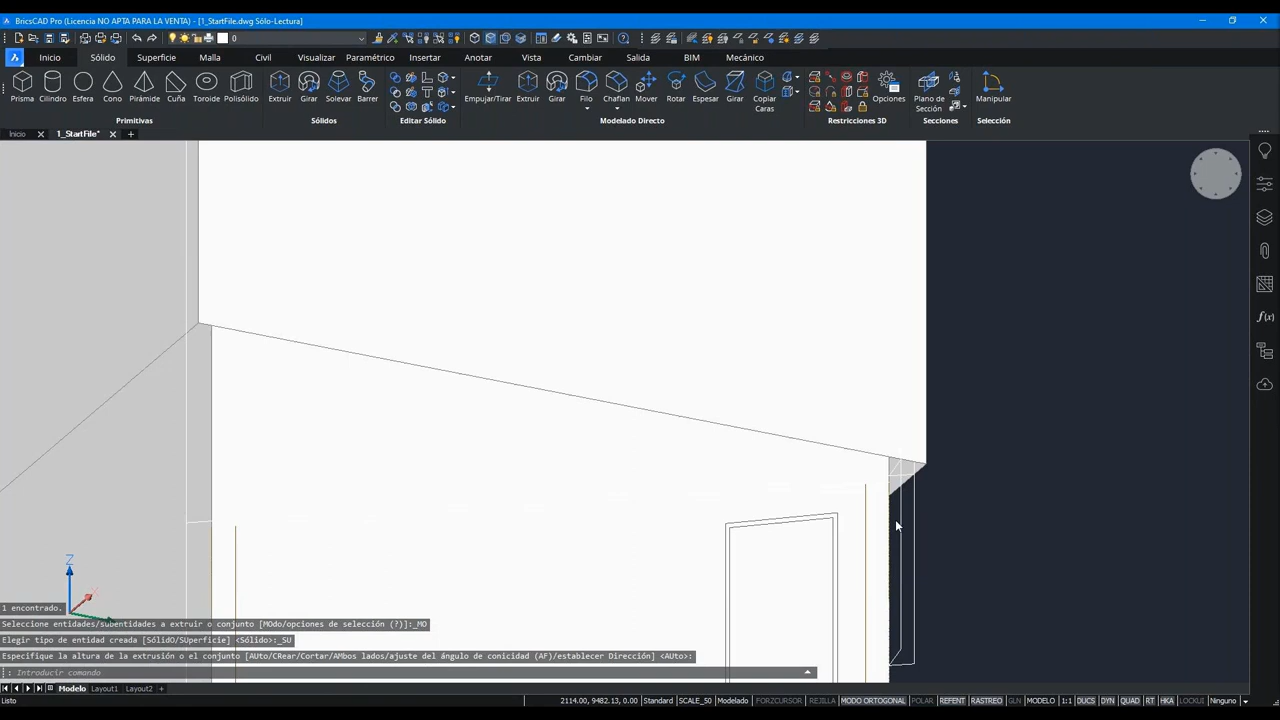 BricsCAD Pro (Licencia NO APTA PARA LA VENTA) - [1_StartFile.dwg Sólo-Lectura]
0
Inicio Sólido Superficie Malla Civil Visualizar Paramétrico Insertar Anotar Vista Cambiar Salida BIM Mecánico
Prisma Cilindro Esfera Cono Pirámide Cuña Toroide Polisólido Extruir Girar Solevar Barrer Empujar/Tirar Extruir Girar Filo Chaflan Mover Rotar Espesar Girar Copiar Caras Opciones Plano de Sección Manipular
Primitivas Sólidos Editar Sólido Modelado Directo Restricciones 3D Secciones Selección
Inicio 1_StartFile*
Z
1 encontrado.
Seleccione entidades/subentidades a extruir o conjunto [MOdo/opciones de selección (?)]:_MO
Elegir tipo de entidad creada [SólidO/SUperficie] <Sólido>:_SU
Especifique la altura de la extrusión o el conjunto [AUto/CRear/Cortar/AMbos lados/ajuste del ángulo de conicidad (AF)/establecer Dirección] <AUto>:
: Introducir comando
Modelo Layout1 Layout2
Listo 2114.00, 9482.13, 0.00 Standard SCALE_50 Modelado FORZCURSOR REJILLA MODO ORTOGONAL POLAR REFENT RASTREO GLN MODELO 1:1 DUCS DYN QUAD RT HKA LOCKUI Ninguno